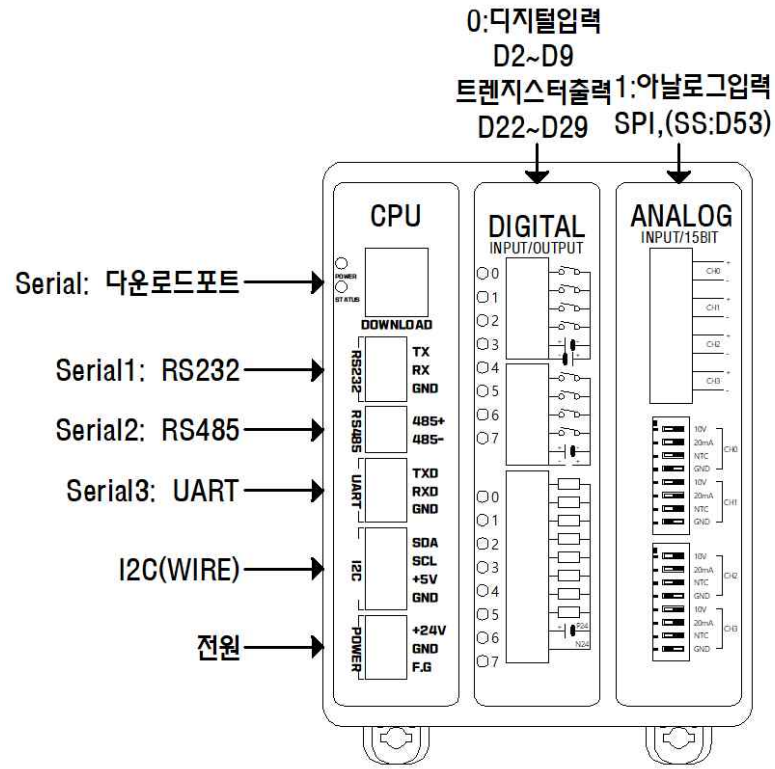 0:디지털입력
D2~D9
트렌지스터출력
D22~D29
1:아날로그입력
SPI,(SS:D53)
Serial: 다운로드포트
Serial1: RS232
Serial2: RS485
Serial3: UART
I2C(WIRE)
전원
CPU
POWER
STATUS
DOWNLOAD
RS232
TX
RX
GND
RS485
485+
485-
UART
TXD
RXD
GND
I2C
SDA
SCL
+5V
GND
POWER
+24V
GND
F.G
DIGITAL
INPUT/OUTPUT
0
1
2
3
+ -
- +
4
5
6
7
- +
0
1
2
3
4
5
6
7
+ - P24
N24
ANALOG
INPUT/15BIT
+
CH0
-
+
CH1
-
+
CH2
-
+
CH3
-
10V
20mA
NTC
GND
CH0
10V
20mA
NTC
GND
CH1
10V
20mA
NTC
GND
CH2
10V
20mA
NTC
GND
CH3